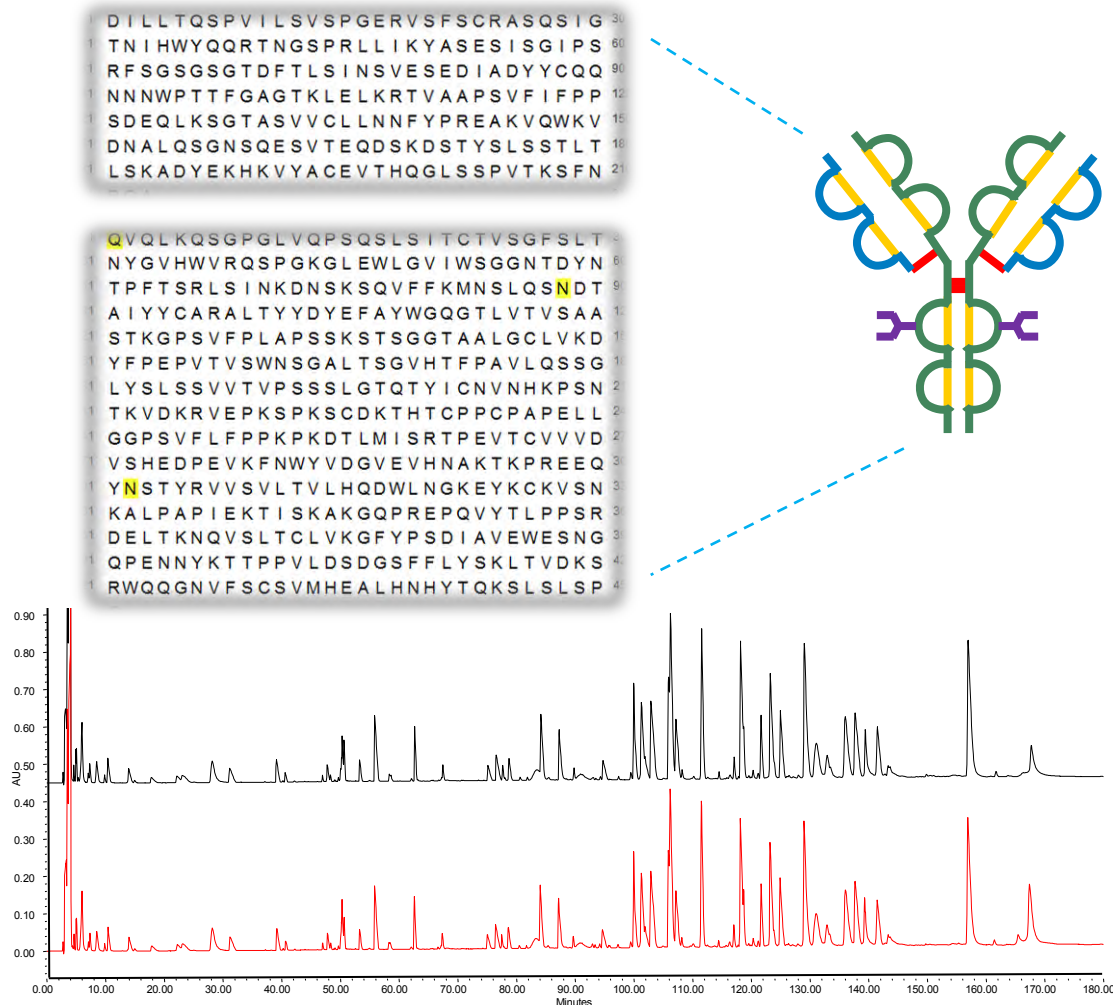 DILLTQSPVILSVSPGERVSFSCRASQSIG
TNIHWYQQRTNGSPRLLIKYASESISGIPS
RFSGSGSGTDFTLSINSVESEDIADYYCQQ
NNNWPTTFGAGTKLELKRTVAAPSVFIFPP
SDEQLKSGTASVVCLLNNFYPREAKVQWKV
DNALQSGNSQESVTEQDSKDSTYSLSSTLT
LSKADYEKHKVYACEVTHQGLSSPVTKSFN
QVQLKQSGPGLVQPSQSLSITCTVSGFSLT
NYGVHWVRQSPGKGLEWLGVIWSGGNTDYN
TPFTSRLSINKDNSKSQVFFKMNSLQSNDT
AIYYCARALTYYDYEFAYWGQGTLVTVSAA
STKGPSVFPLAPSSKSTSGGTAALGCLVKD
YFPEPVTVSWNSGALTSGVHTFPAVLQSSG
LYSLSSVVTVPSSSLGTQTYICNVNHKPSN
TKVDKRVEPKSPKSCDKTHTCPPCPAPELL
GGPSVFLFPPKPKDTLMISRTPEVTCVVVD
VSHEDPEVKFNWYVDGVEVHNAKTKPREEQ
YNSTYRVVSVLTVLHQDWLNGKEYKCKVSN
KALPAPIEKTISKAKGQPREPQVYTLPPSR
DELTKNQVSLTCLVKGFYPSDIAVEWESNG
QPENNYKTTPPVLDSDGSFFLYSKLTVDKS
RWQQGNVFSCSVMHEALHNHYTQKSLSLSP
0.90
0.80
0.70
0.60
0.50
AU
0.40
0.30
0.20
0.10
0.00
0.00 10.00 20.00 30.00 40.00 50.00 60.00 70.00 80.00 90.00 100.00 110.00 120.00 130.00 140.00 150.00 160.00 170.00 180.00
Minutes